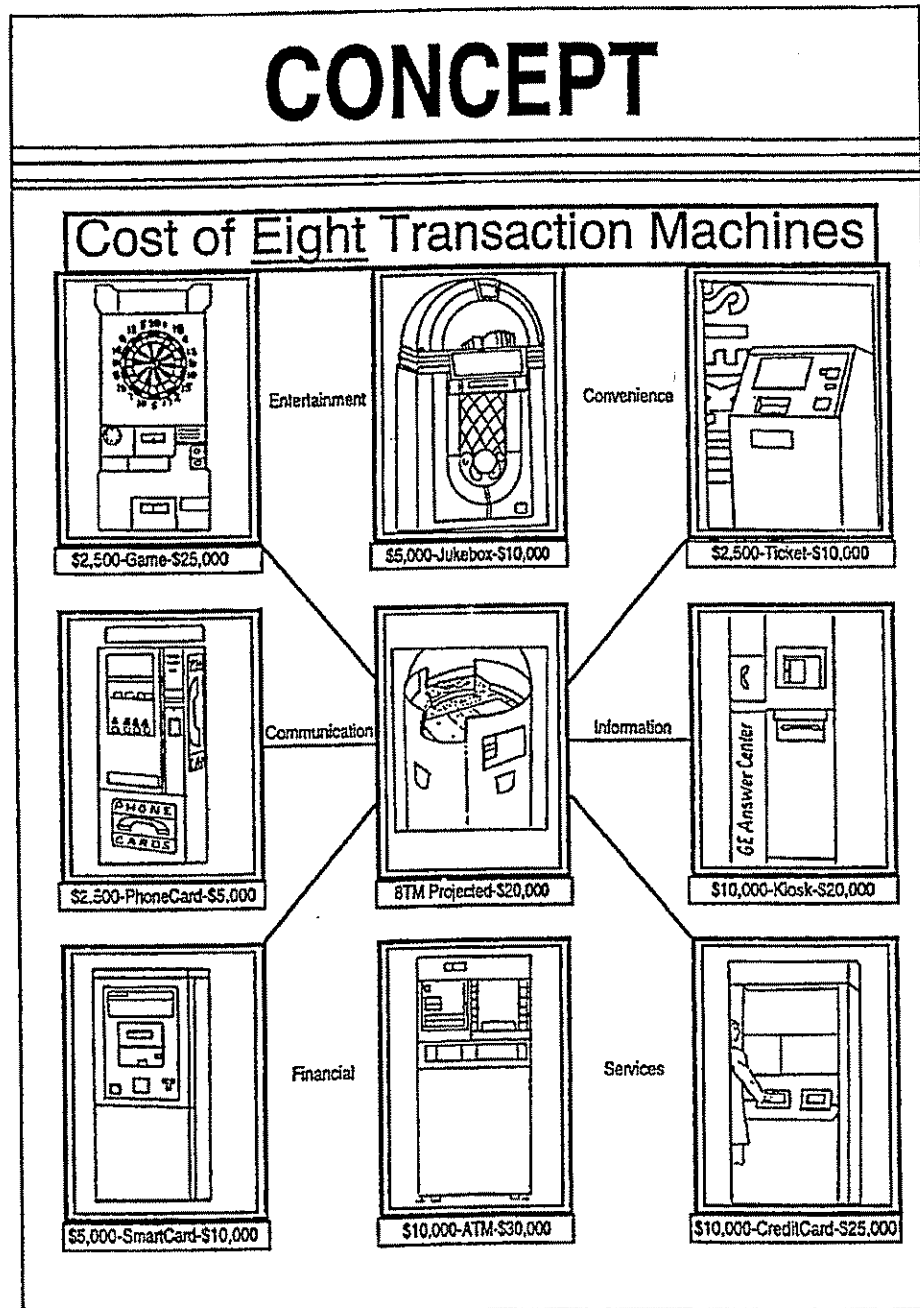 CONCEPT
Cost of Eight Transaction Machines
Entertainment
Convenience
TICKETS
$2,500-Game-$25,000
$5,000-Jukebox-$10,000
$2,500-Ticket-$10,000
Communication
Information
PHONE
CARDS
GE Answer Center
$2,500-PhoneCard-$5,000
8TM Projected-$20,000
$10,000-Kiosk-$20,000
Financial
Services
$5,000-SmartCard-$10,000
$10,000-ATM-$30,000
$10,000-CreditCard-$25,000